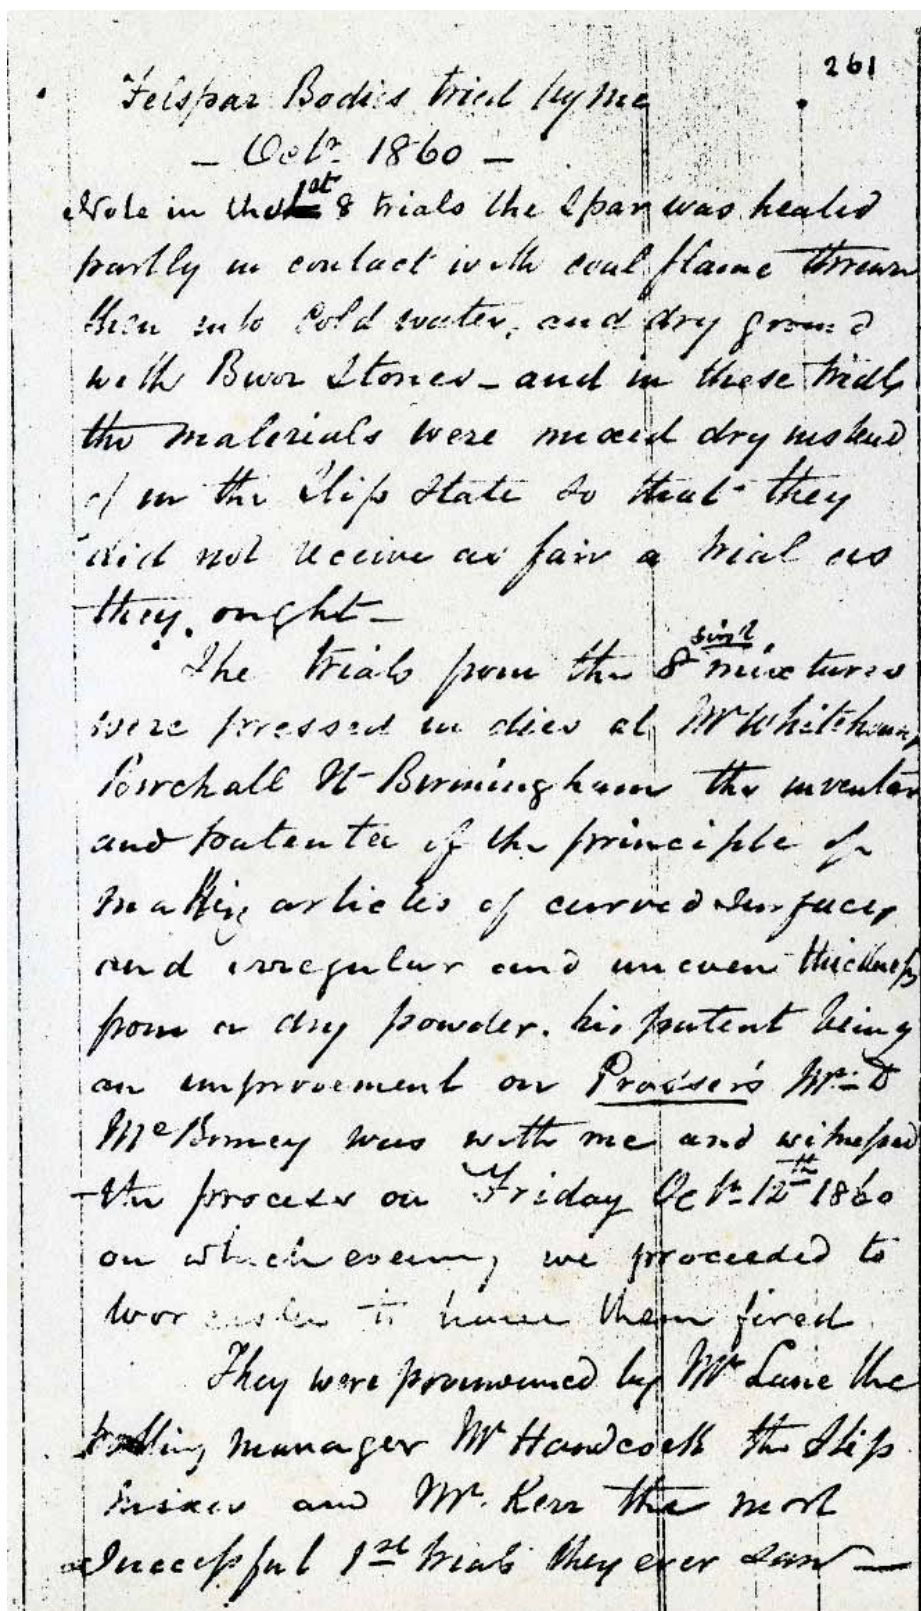 261
Felspar Bodies tried by me
- Octr. 1860 -
Note in the 1st 8 trials the Spar was heated
partly in contact with coal flame thrown
then into Cold water, and dry ground
with Burr Stones - and in these trials
the materials were mixed dry instead
of in the Slip State so that they
did not receive as fair a trial as
they ought -
The trials from the 8 first mixtures
were pressed in dies at Mr Whitehouse
Birchall St Birmingham the inventor
and patentee of the principle of
making articles of curved surfaces
and irregular and uneven thickness
from a dry powder. his patent being
an improvement on Prosser's Mr. D
McBirney was with me and witnessed
the process on Friday Octr 12th 1860
on which evening we proceeded to
Worcester to have them fired.
They were pronounced by Mr Lane the
manager Mr Handcock the Slip
mixer and Mr. Kerr the most
Successful 1st trials they ever saw -